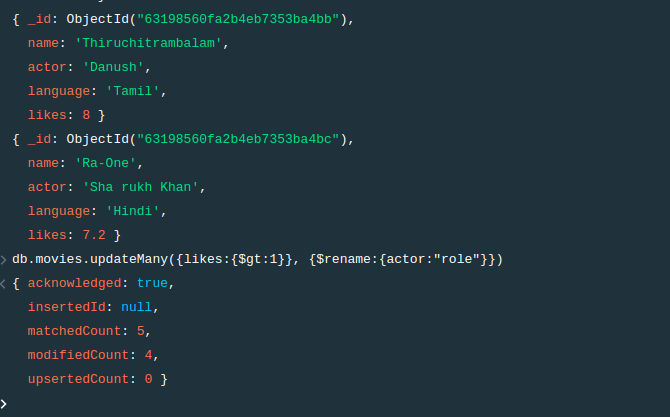 { _id: ObjectId("63198560fa2b4eb7353ba4bb"),
name: 'Thiruchitrambalam',
actor: 'Danush',
language: 'Tamil',
likes: 8 }
{ _id: ObjectId("63198560fa2b4eb7353ba4bc"),
name: 'Ra-One',
actor: 'Sha rukh Khan',
language: 'Hindi',
likes: 7.2 }
> db.movies.updateMany({likes:{$gt:1}}, {$rename:{actor:"role"}})
< { acknowledged: true,
insertedId: null,
matchedCount: 5,
modifiedCount: 4,
upsertedCount: 0 }
>